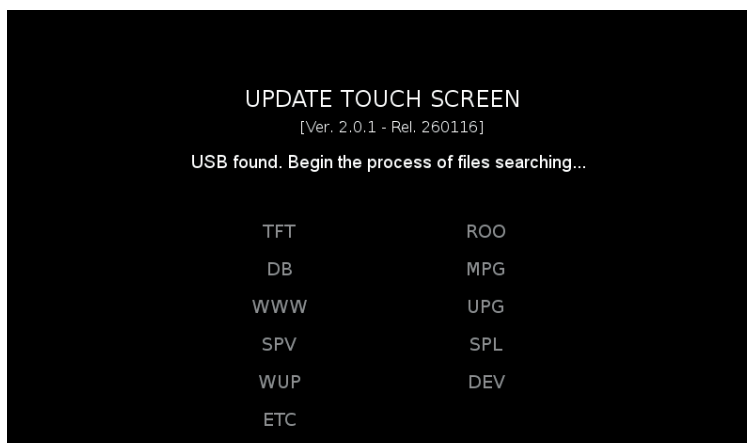 UPDATE TOUCH SCREEN
[Ver. 2.0.1 - Rel. 260116]
USB found. Begin the process of files searching...
TFT ROO
DB MPG
WWW UPG
SPV SPL
WUP DEV
ETC